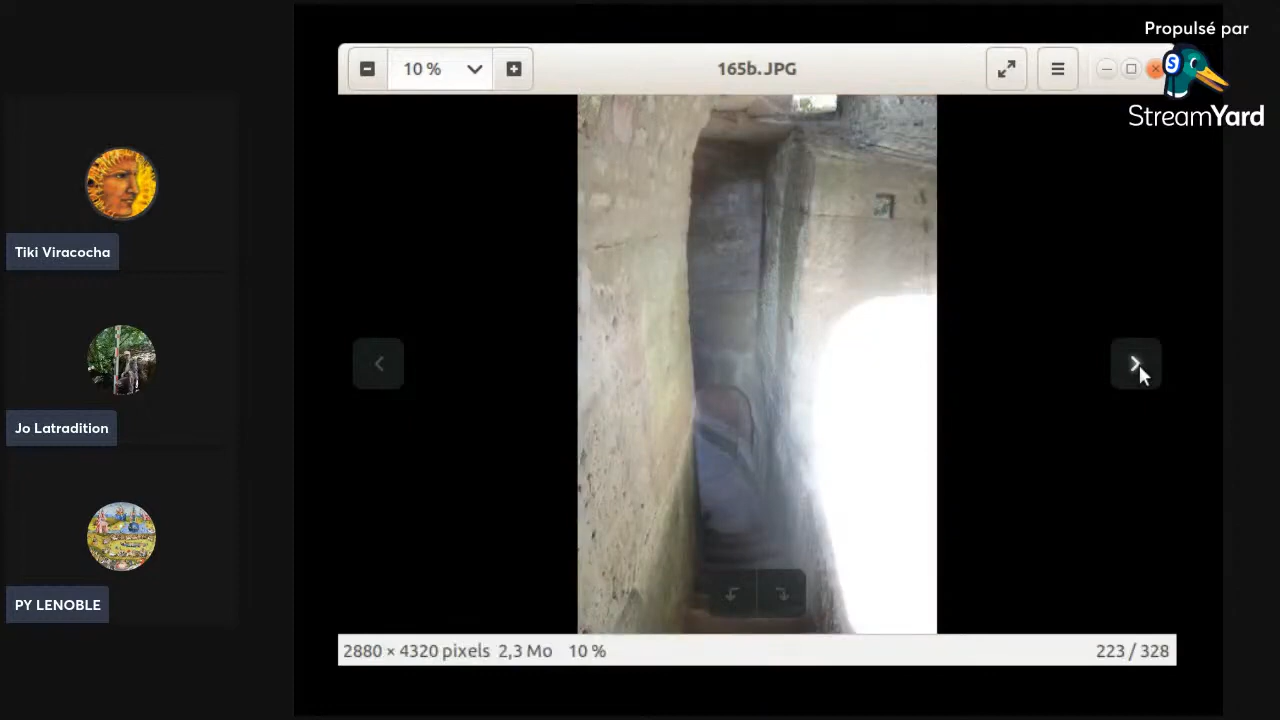 Propulsé par
StreamYard
10 %
165b.JPG
Tiki Viracocha
Jo Latradition
PY LENOBLE
2880 × 4320 pixels 2,3 Mo 10 %
223 / 328